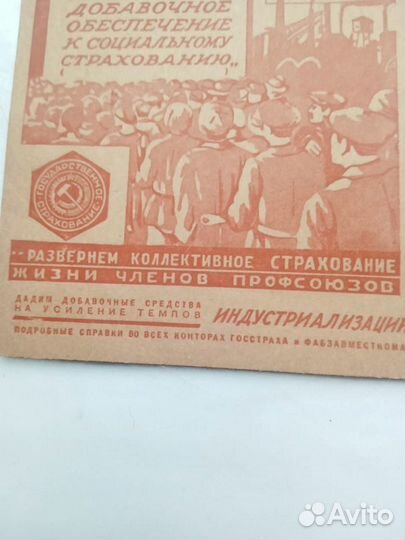 ДОБАВОЧНОЕ
ОБЕСПЕЧЕНИЕ
К СОЦИАЛЬНОМУ
СТРАХОВАНИЮ„
ГОСУДАРСТВЕННОЕ
СТРАХОВАНИЕ
„РАЗВЕРНЕМ КОЛЛЕКТИВНОЕ СТРАХОВАНИЕ
ЖИЗНИ ЧЛЕНОВ ПРОФСОЮЗОВ
ДАДИМ ДОБАВОЧНЫЕ СРЕДСТВА
НА УСИЛЕНИЕ ТЕМПОВ
ИНДУСТРИАЛИЗАЦИИ
ПОДРОБНЫЕ СПРАВКИ ВО ВСЕХ КОНТОРАХ ГОССТРАХА и ФАБЗАВМЕСТКОМА
Avito